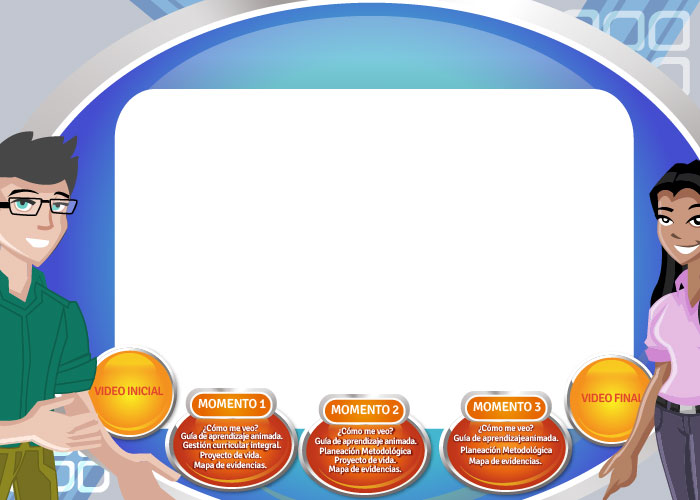 VIDEO INICIAL
MOMENTO 1
¿Cómo me veo?
Guía de aprendizaje animada.
Gestión curricular integral.
Proyecto de vida.
Mapa de evidencias.
MOMENTO 2
¿Cómo me veo?
Guía de aprendizaje animada.
Planeación Metodológica
Proyecto de vida.
Mapa de evidencias.
MOMENTO 3
¿Cómo me veo?
Guía de aprendizajeanimada.
Planeación Metodológica
Mapa de evidencias.
VIDEO FINAL